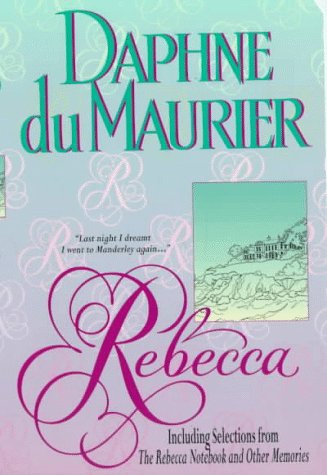 DAPHNE
du MAURIER
"Last night I dreamt
I went to Manderley again..."
Rebecca
Including Selections from
The Rebecca Notebook and Other Memories